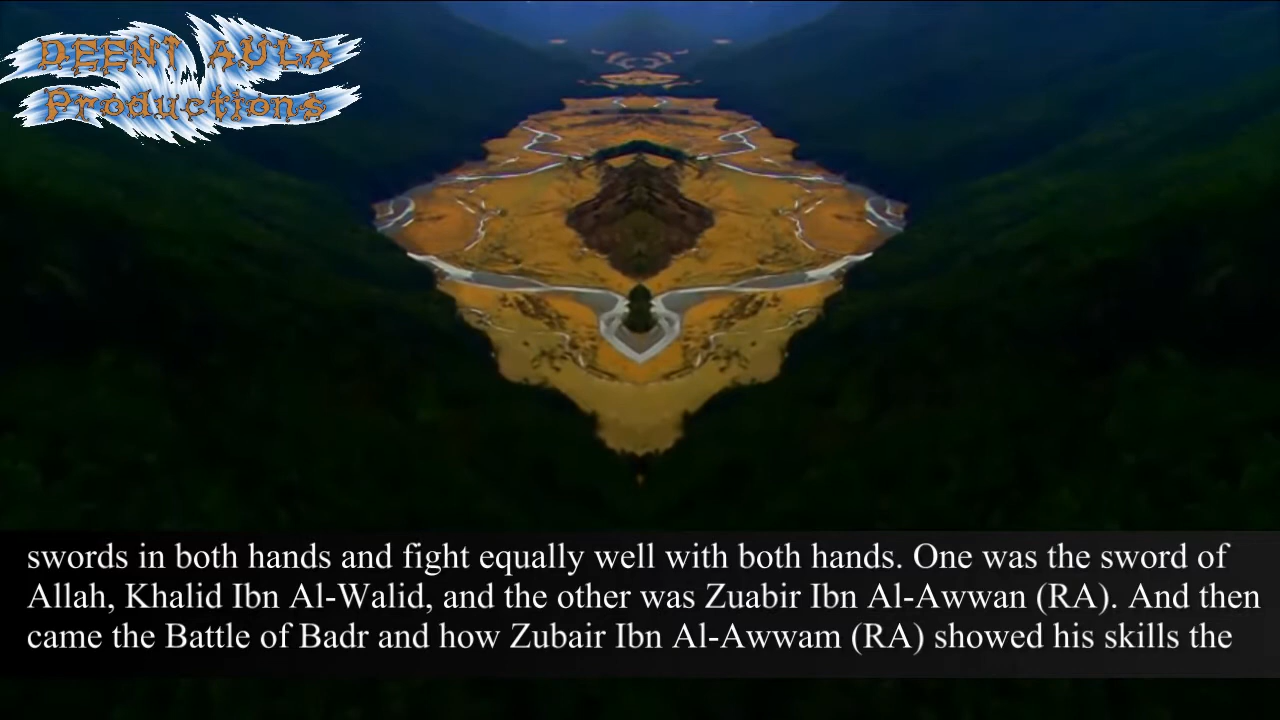 DEENI AULA
Productions
swords in both hands and fight equally well with both hands. One was the sword of
Allah, Khalid Ibn Al-Walid, and the other was Zuabir Ibn Al-Awwan (RA). And then
came the Battle of Badr and how Zubair Ibn Al-Awwam (RA) showed his skills the